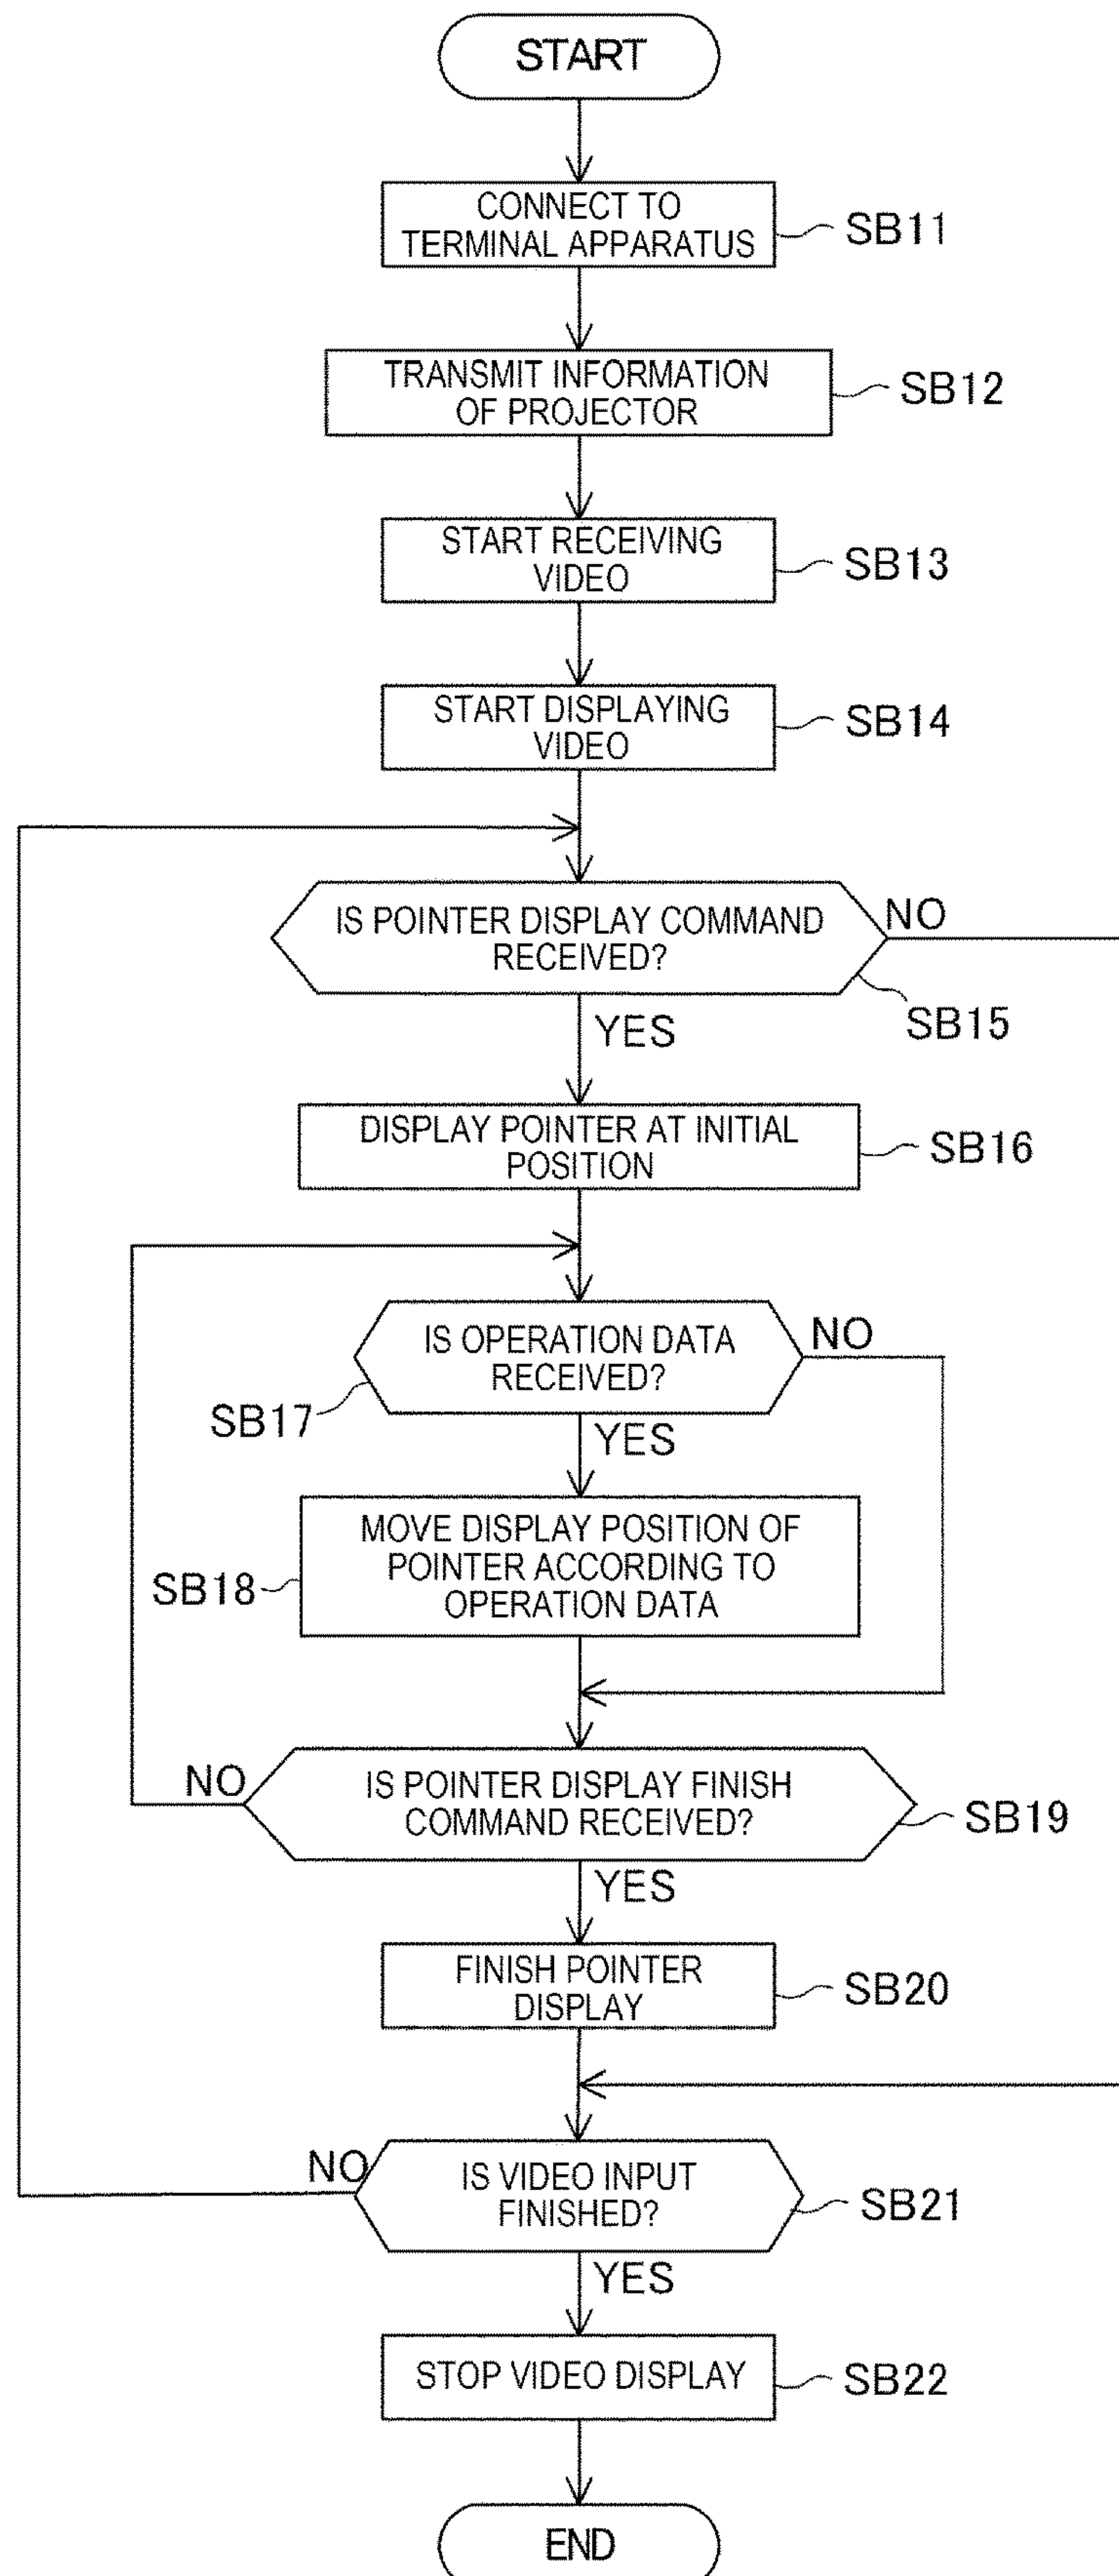 START
CONNECT TO
TERMINAL APPARATUS
SB11
TRANSMIT INFORMATION
OF PROJECTOR
SB12
START RECEIVING
VIDEO
SB13
START DISPLAYING
VIDEO
SB14
IS POINTER DISPLAY COMMAND
RECEIVED?
NO
SB15
YES
DISPLAY POINTER AT INITIAL
POSITION
SB16
IS OPERATION DATA
RECEIVED?
NO
SB17
YES
MOVE DISPLAY POSITION OF
POINTER ACCORDING TO
OPERATION DATA
SB18
NO
IS POINTER DISPLAY FINISH
COMMAND RECEIVED?
SB19
YES
FINISH POINTER
DISPLAY
SB20
NO
IS VIDEO INPUT
FINISHED?
SB21
YES
STOP VIDEO DISPLAY
SB22
END